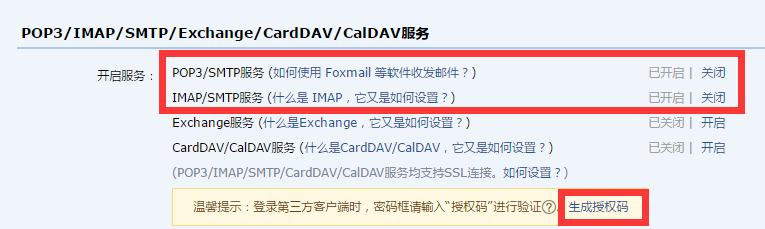 POP3/IMAP/SMTP/Exchange/CardDAV/CalDAV服务
开启服务： POP3/SMTP服务 (如何使用 Foxmail 等软件收发邮件？) 已开启 | 关闭
IMAP/SMTP服务 (什么是 IMAP，它又是如何设置？) 已开启 | 关闭
Exchange服务 (什么是Exchange，它又是如何设置？) 已关闭 | 开启
CardDAV/CalDAV服务 (什么是CardDAV/CalDAV，它又是如何设置？) 已关闭 | 开启
(POP3/IMAP/SMTP/CardDAV/CalDAV服务均支持SSL连接。如何设置？)
温馨提示：登录第三方客户端时，密码框请输入“授权码”进行验证? 生成授权码